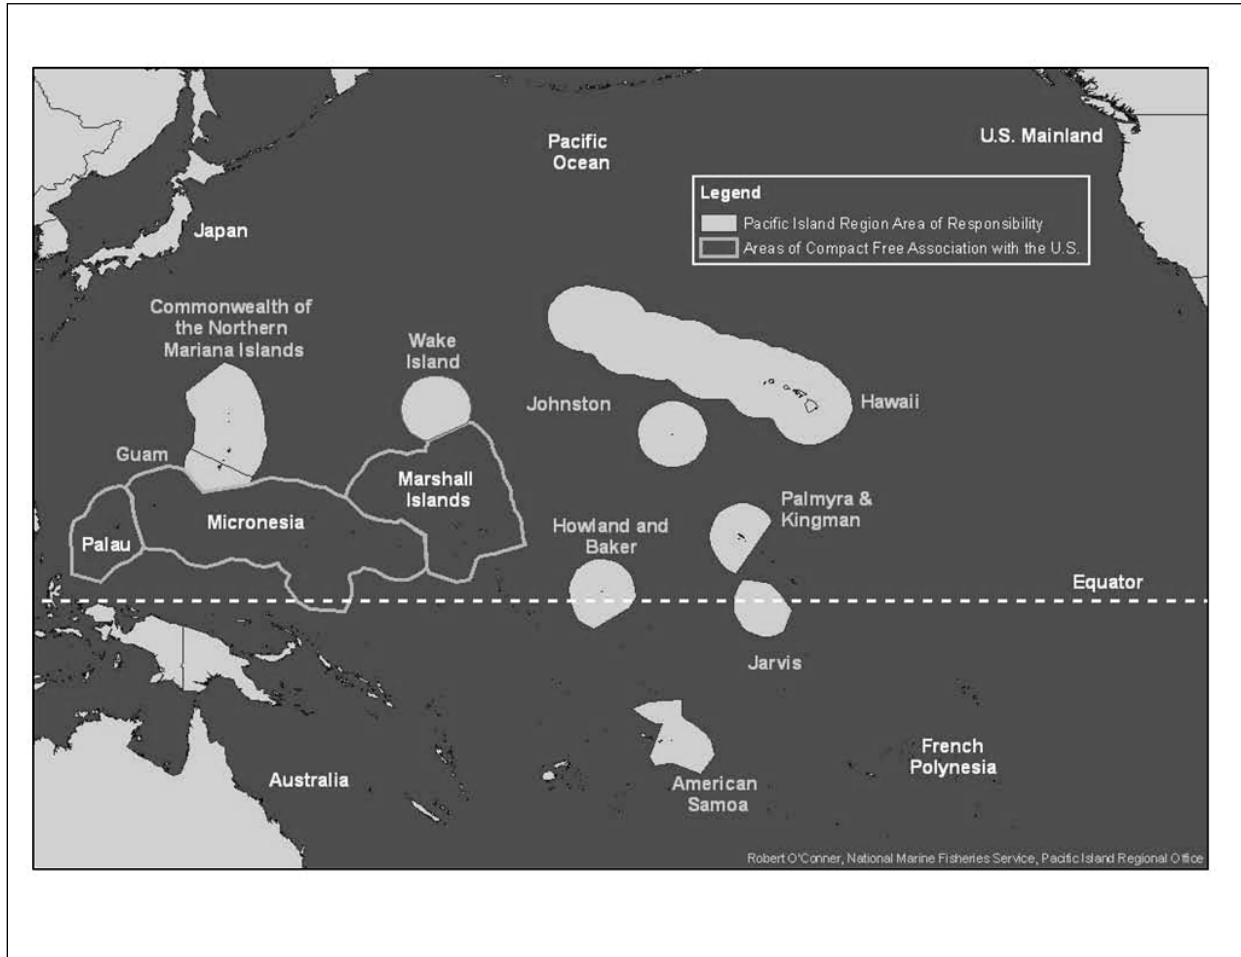 Pacific
Ocean
U.S. Mainland
Legend
Pacific Island Region Area of Responsibility
Areas of Compact Free Association with the U.S.
Japan
Commonwealth of
the Northern
Mariana Islands
Wake
Island
Johnston
Hawaii
Guam
Marshall
Islands
Micronesia
Palau
Palmyra &
Kingman
Howland and
Baker
Equator
Jarvis
French
Polynesia
Australia
American
Samoa
Robert O'Conner, National Marine Fisheries Service, Pacific Island Regional Office